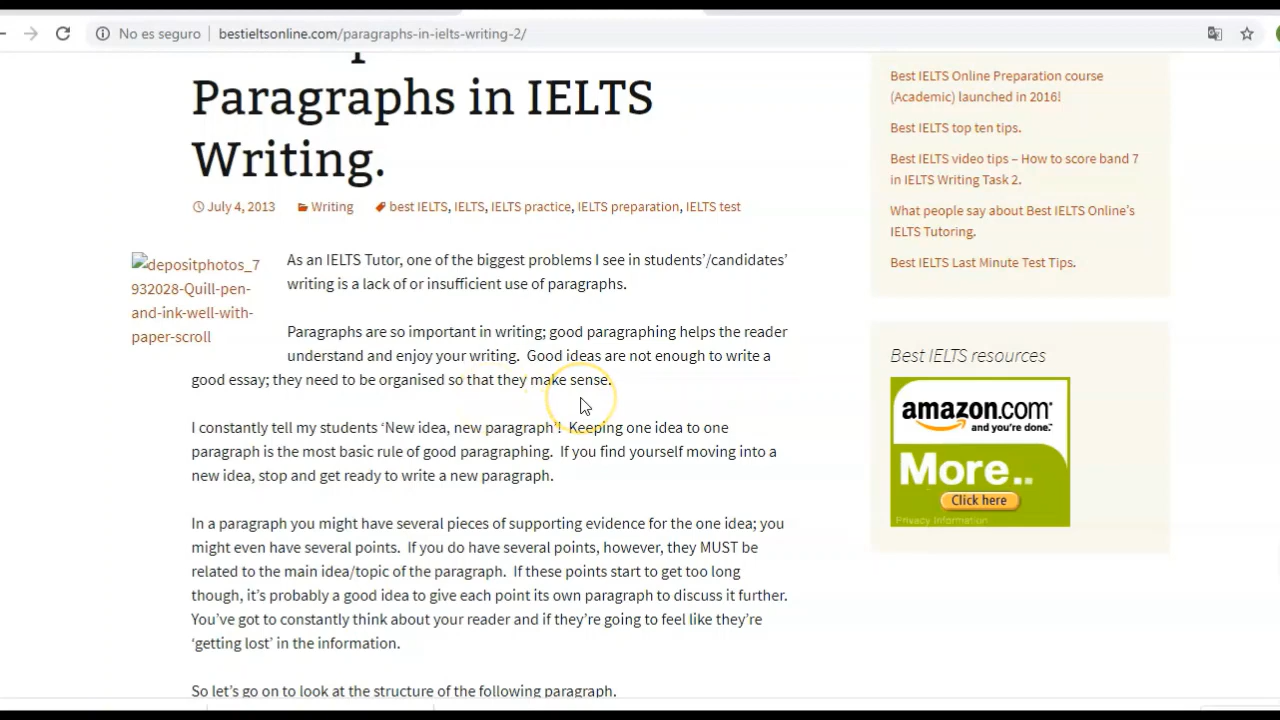 No es seguro
bestieltsonline.com/paragraphs-in-ielts-writing-2/
Paragraphs in IELTS
Writing.
July 4, 2013 Writing best IELTS, IELTS, IELTS practice, IELTS preparation, IELTS test
depositphotos_7
932028-Quill-pen-
and-ink-well-with-
paper-scroll
As an IELTS Tutor, one of the biggest problems I see in students’/candidates’
writing is a lack of or insufficient use of paragraphs.
Paragraphs are so important in writing; good paragraphing helps the reader
understand and enjoy your writing. Good ideas are not enough to write a
good essay; they need to be organised so that they make sense.
I constantly tell my students ‘New idea, new paragraph’! Keeping one idea to one
paragraph is the most basic rule of good paragraphing. If you find yourself moving into a
new idea, stop and get ready to write a new paragraph.
In a paragraph you might have several pieces of supporting evidence for the one idea; you
might even have several points. If you do have several points, however, they MUST be
related to the main idea/topic of the paragraph. If these points start to get too long
though, it’s probably a good idea to give each point its own paragraph to discuss it further.
You’ve got to constantly think about your reader and if they’re going to feel like they’re
‘getting lost’ in the information.
So let’s go on to look at the structure of the following paragraph.
Best IELTS Online Preparation course
(Academic) launched in 2016!
Best IELTS top ten tips.
Best IELTS video tips – How to score band 7
in IELTS Writing Task 2.
What people say about Best IELTS Online’s
IELTS Tutoring.
Best IELTS Last Minute Test Tips.
Best IELTS resources
amazon.com
and you're done.™
More..
Click here
Privacy Information